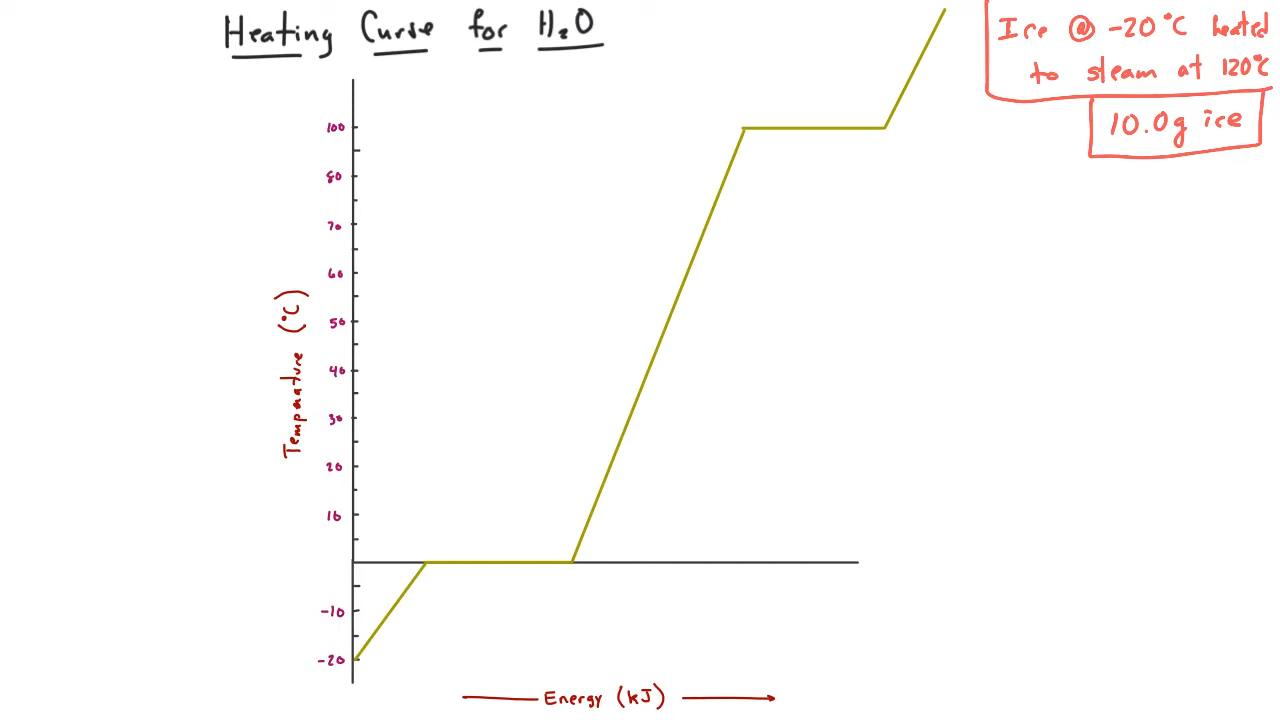 Heating Curve for H₂O
Ice @ -20°C heated
to steam at 120°C
10.0g ice
100
80
70
60
50
40
30
20
10
-10
-20
Temperature (°C)
Energy (kJ)